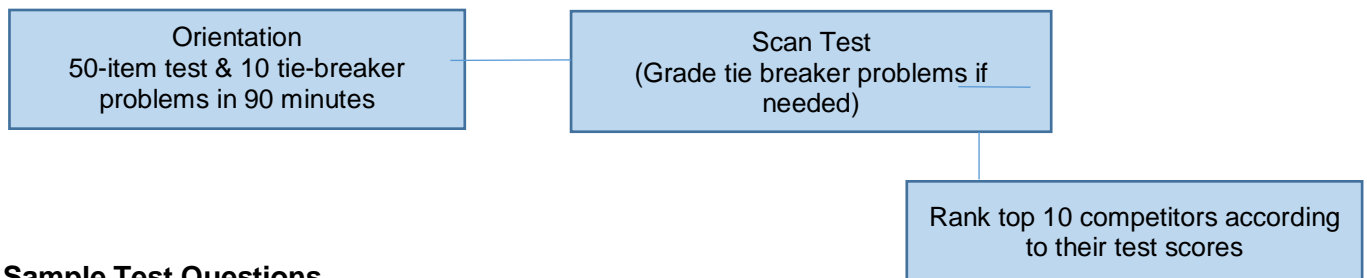 Orientation
50-item test & 10 tie-breaker
problems in 90 minutes
Scan Test
(Grade tie breaker problems if
needed)
Rank top 10 competitors according
to their test scores
Sample Test Questions